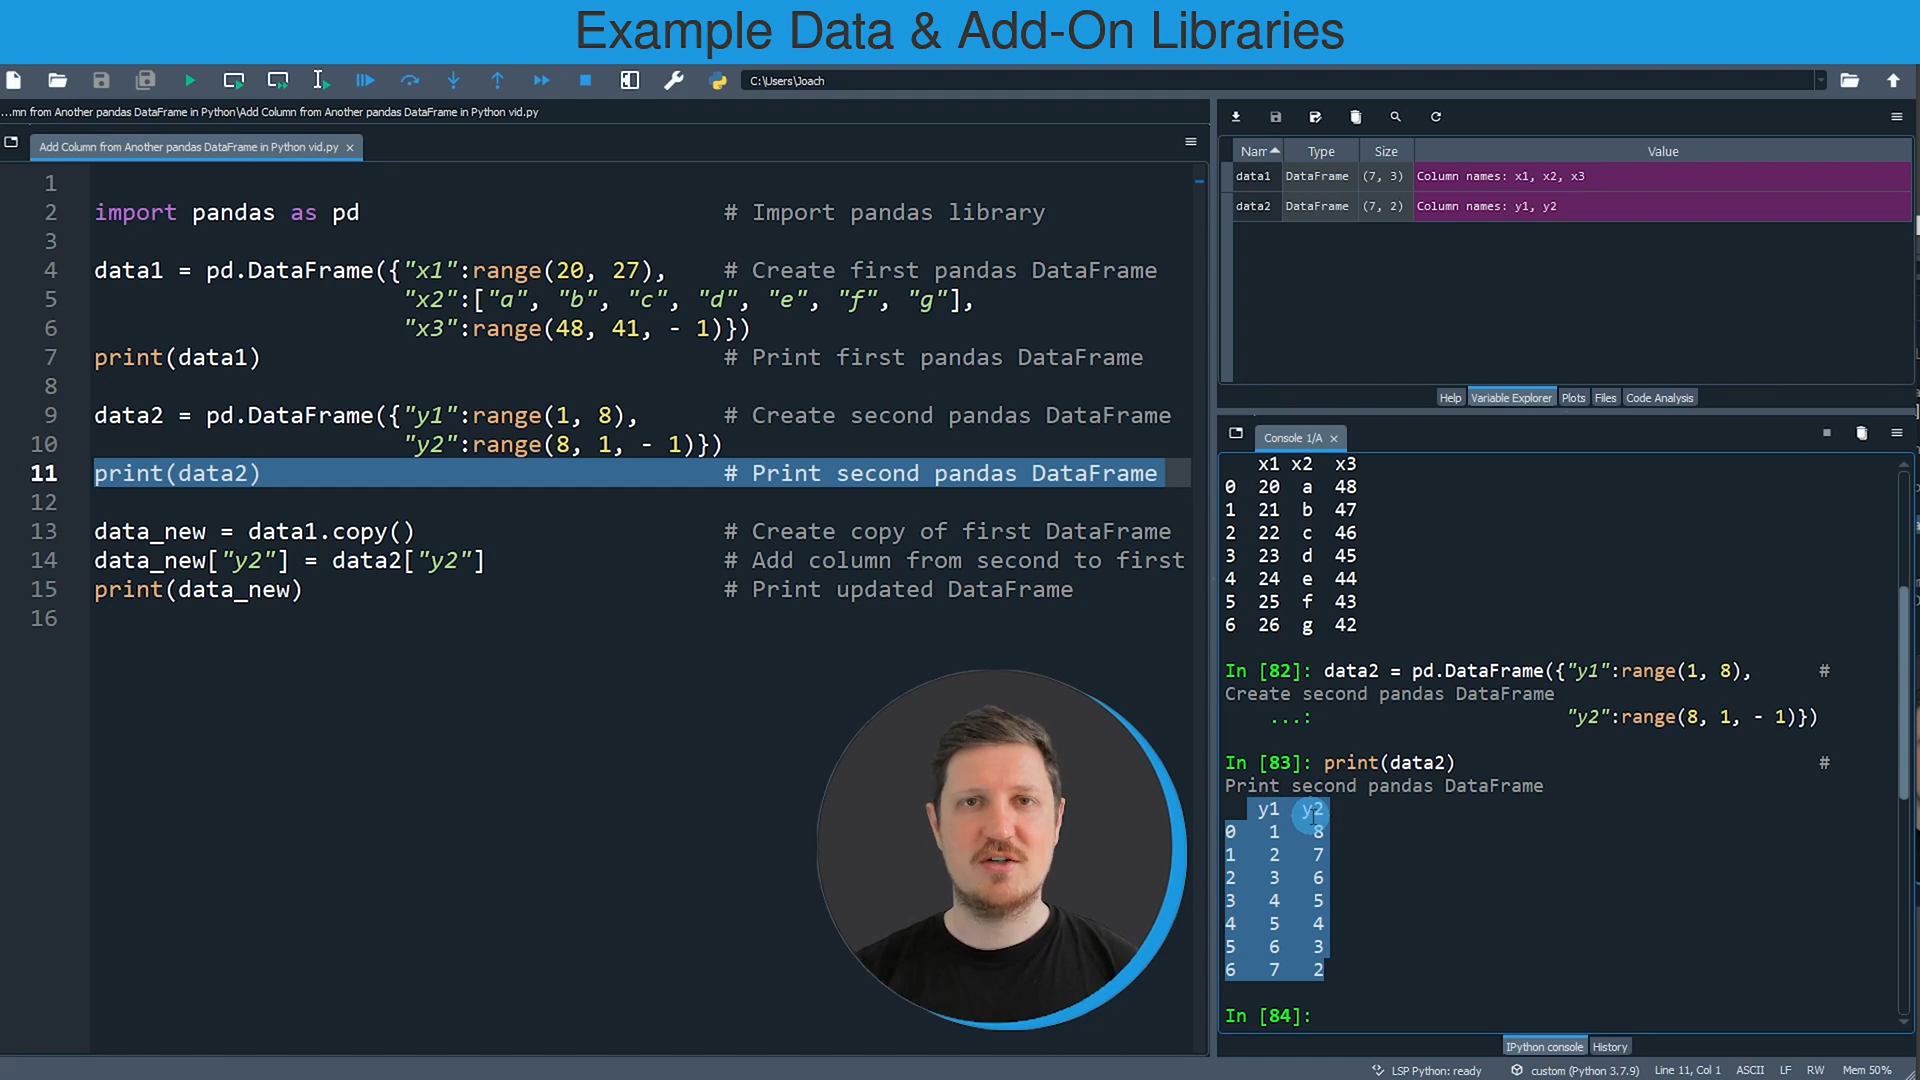 Example Data & Add-On Libraries
C:\Users\Joach
...mn from Another pandas DataFrame in Python\Add Column from Another pandas DataFrame in Python vid.py
Add Column from Another pandas DataFrame in Python vid.py
1
2 import pandas as pd # Import pandas library
3
4 data1 = pd.DataFrame({"x1":range(20, 27), # Create first pandas DataFrame
5 "x2":["a", "b", "c", "d", "e", "f", "g"],
6 "x3":range(48, 41, - 1)})
7 print(data1) # Print first pandas DataFrame
8
9 data2 = pd.DataFrame({"y1":range(1, 8), # Create second pandas DataFrame
10 "y2":range(8, 1, - 1)})
11 print(data2) # Print second pandas DataFrame
12
13 data_new = data1.copy() # Create copy of first DataFrame
14 data_new["y2"] = data2["y2"] # Add column from second to first
15 print(data_new) # Print updated DataFrame
16
Nar Type Size Value
data1 DataFrame (7, 3) Column names: x1, x2, x3
data2 DataFrame (7, 2) Column names: y1, y2
Help Variable Explorer Plots Files Code Analysis
Console 1/A
x1 x2 x3
0 20 a 48
1 21 b 47
2 22 c 46
3 23 d 45
4 24 e 44
5 25 f 43
6 26 g 42
In [82]: data2 = pd.DataFrame({"y1":range(1, 8), #
Create second pandas DataFrame
...: "y2":range(8, 1, - 1)})
In [83]: print(data2) #
Print second pandas DataFrame
y1 y2
0 1 8
1 2 7
2 3 6
3 4 5
4 5 4
5 6 3
6 7 2
In [84]:
IPython console History
LSP Python: ready custom (Python 3.7.9) Line 11, Col 1 ASCII LF RW Mem 50%